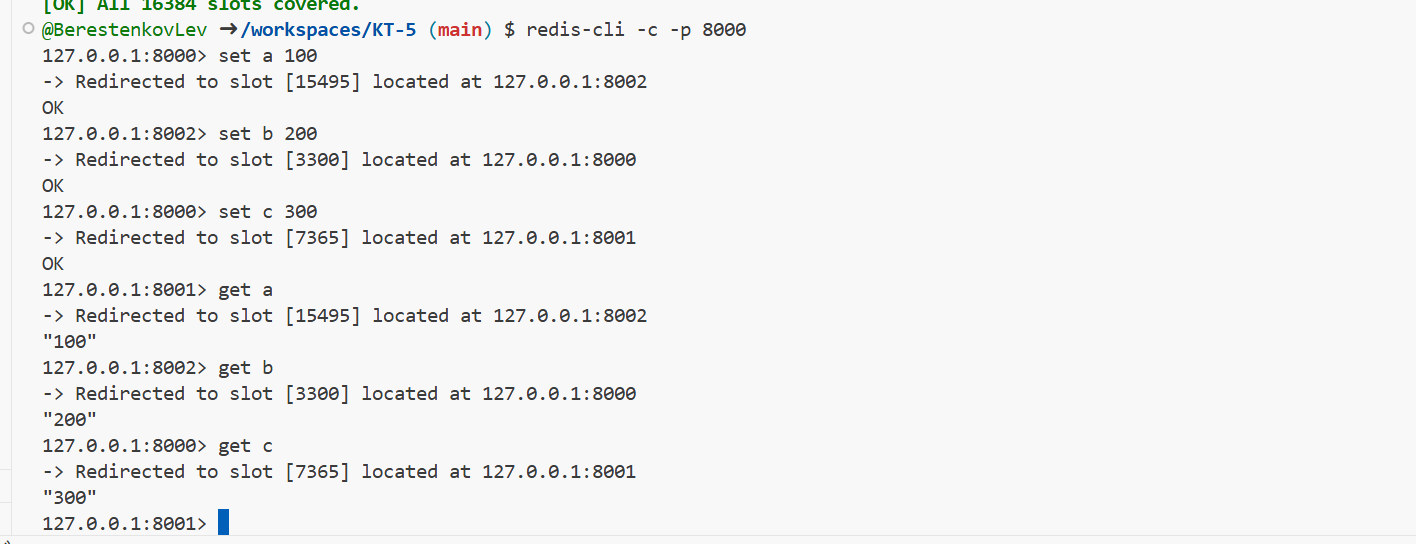 [OK] All 16384 slots covered.
@BerestenkovLev ➜/workspaces/KT-5 (main) $ redis-cli -c -p 8000
127.0.0.1:8000> set a 100
-> Redirected to slot [15495] located at 127.0.0.1:8002
OK
127.0.0.1:8002> set b 200
-> Redirected to slot [3300] located at 127.0.0.1:8000
OK
127.0.0.1:8000> set c 300
-> Redirected to slot [7365] located at 127.0.0.1:8001
OK
127.0.0.1:8001> get a
-> Redirected to slot [15495] located at 127.0.0.1:8002
"100"
127.0.0.1:8002> get b
-> Redirected to slot [3300] located at 127.0.0.1:8000
"200"
127.0.0.1:8000> get c
-> Redirected to slot [7365] located at 127.0.0.1:8001
"300"
127.0.0.1:8001>